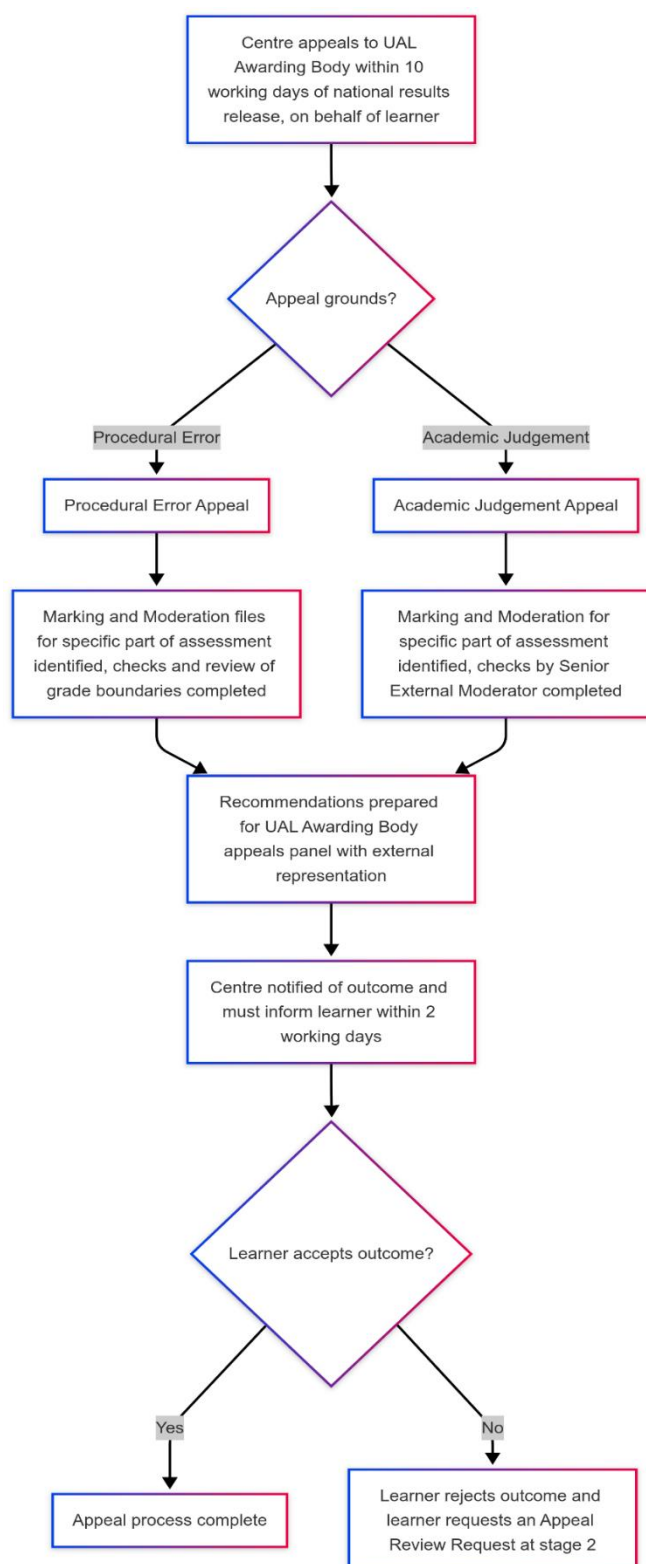 Centre appeals to UAL
Awarding Body within 10
working days of national results
release, on behalf of learner
Appeal grounds?
Procedural Error
Academic Judgement
Procedural Error Appeal
Academic Judgement Appeal
Marking and Moderation files
for specific part of assessment
identified, checks and review of
grade boundaries completed
Marking and Moderation for
specific part of assessment
identified, checks by Senior
External Moderator completed
Recommendations prepared
for UAL Awarding Body
appeals panel with external
representation
Centre notified of outcome and
must inform learner within 2
working days
Learner accepts outcome?
Yes
No
Appeal process complete
Learner rejects outcome and
learner requests an Appeal
Review Request at stage 2